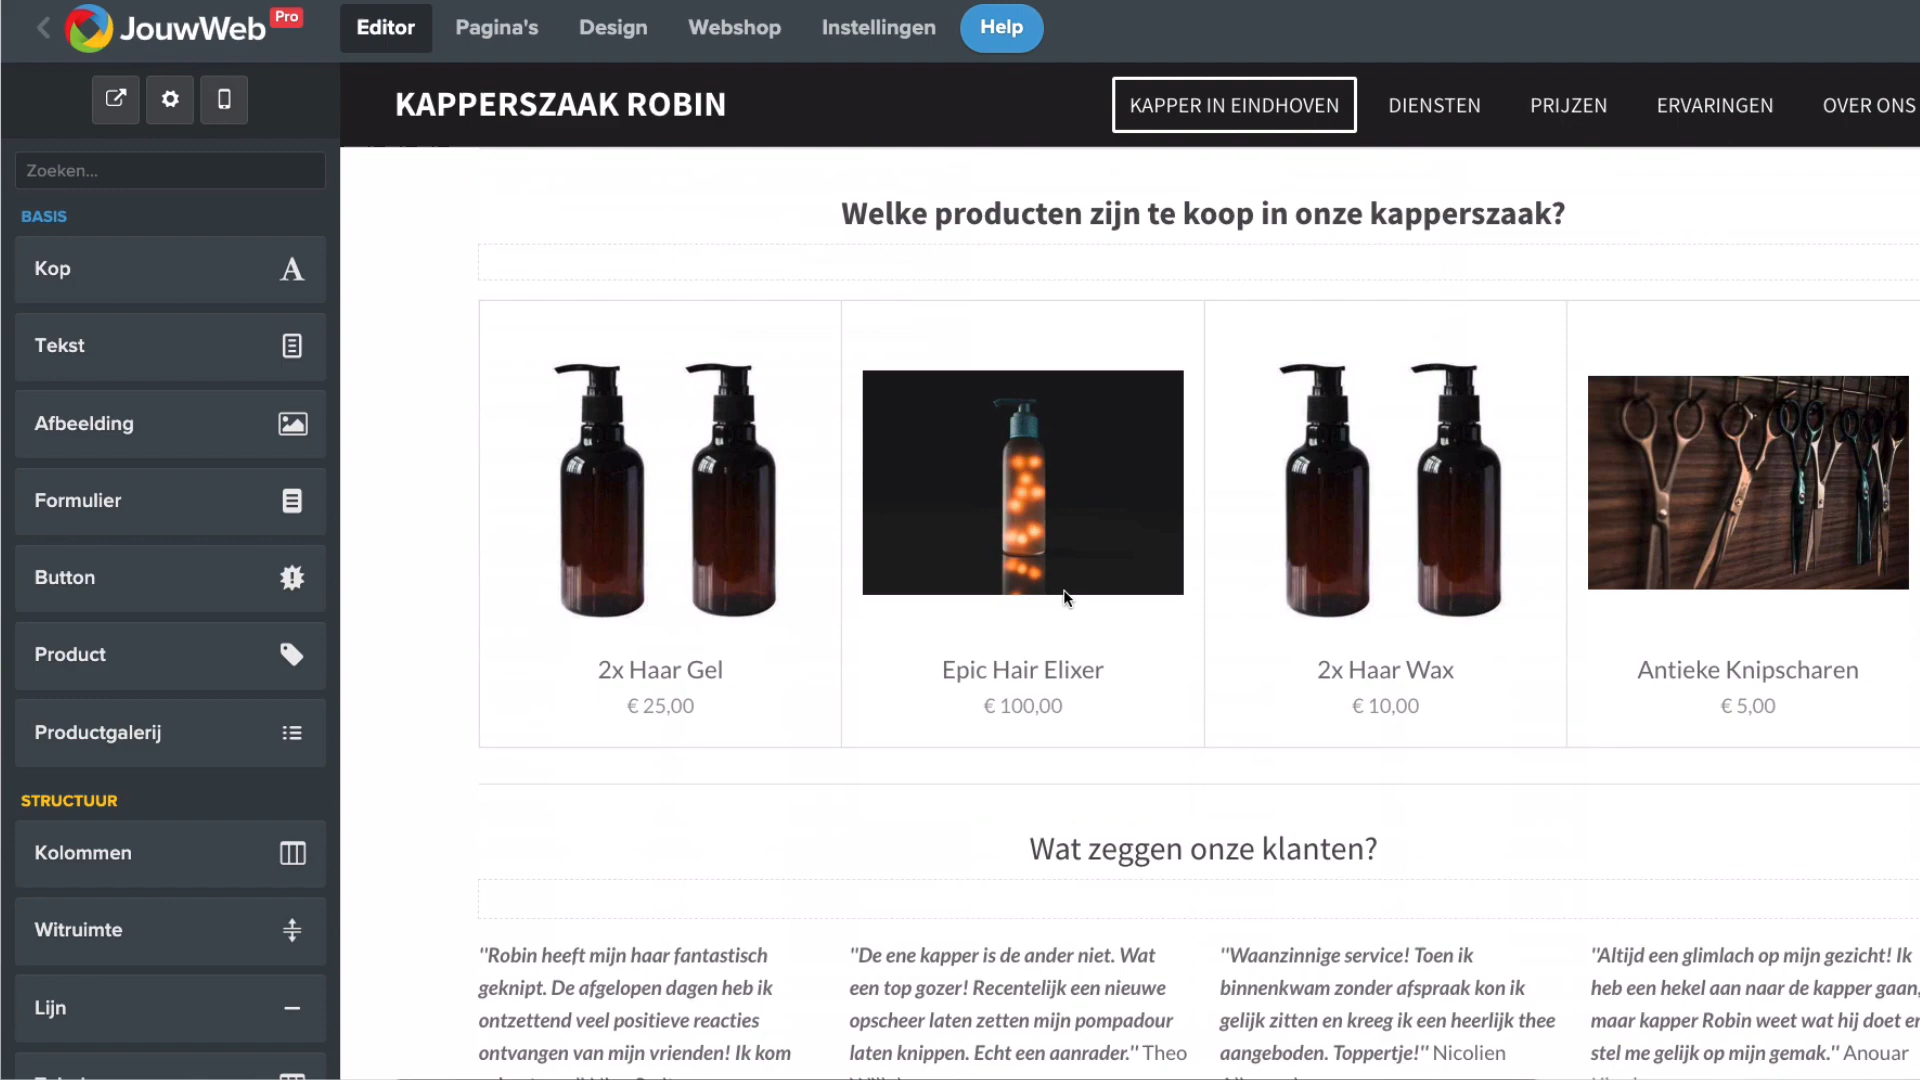 JouwWeb Pro
Editor Pagina's Design Webshop Instellingen Help
KAPPERSZAAK ROBIN
KAPPER IN EINDHOVEN DIENSTEN PRIJZEN ERVARINGEN OVER ONS
Zoeken...
BASIS
Kop
Tekst
Afbeelding
Formulier
Button
Product
Productgalerij
STRUCTUUR
Kolommen
Witruimte
Lijn
Welke producten zijn te koop in onze kapperszaak?
2x Haar Gel
€ 25,00
Epic Hair Elixer
€ 100,00
2x Haar Wax
€ 10,00
Antieke Knipscharen
€ 5,00
Wat zeggen onze klanten?
"Robin heeft mijn haar fantastisch
geknipt. De afgelopen dagen heb ik
ontzettend veel positieve reacties
ontvangen van mijn vrienden! Ik kom
"De ene kapper is de ander niet. Wat
een top gozer! Recentelijk een nieuwe
opscheer laten zetten mijn pompadour
laten knippen. Echt een aanrader." Theo
"Waanzinnige service! Toen ik
binnenkwam zonder afspraak kon ik
gelijk zitten en kreeg ik een heerlijk thee
aangeboden. Toppertje!" Nicolien
"Altijd een glimlach op mijn gezicht! Ik
heb een hekel aan naar de kapper gaan,
maar kapper Robin weet wat hij doet en
stel me gelijk op mijn gemak." Anouar